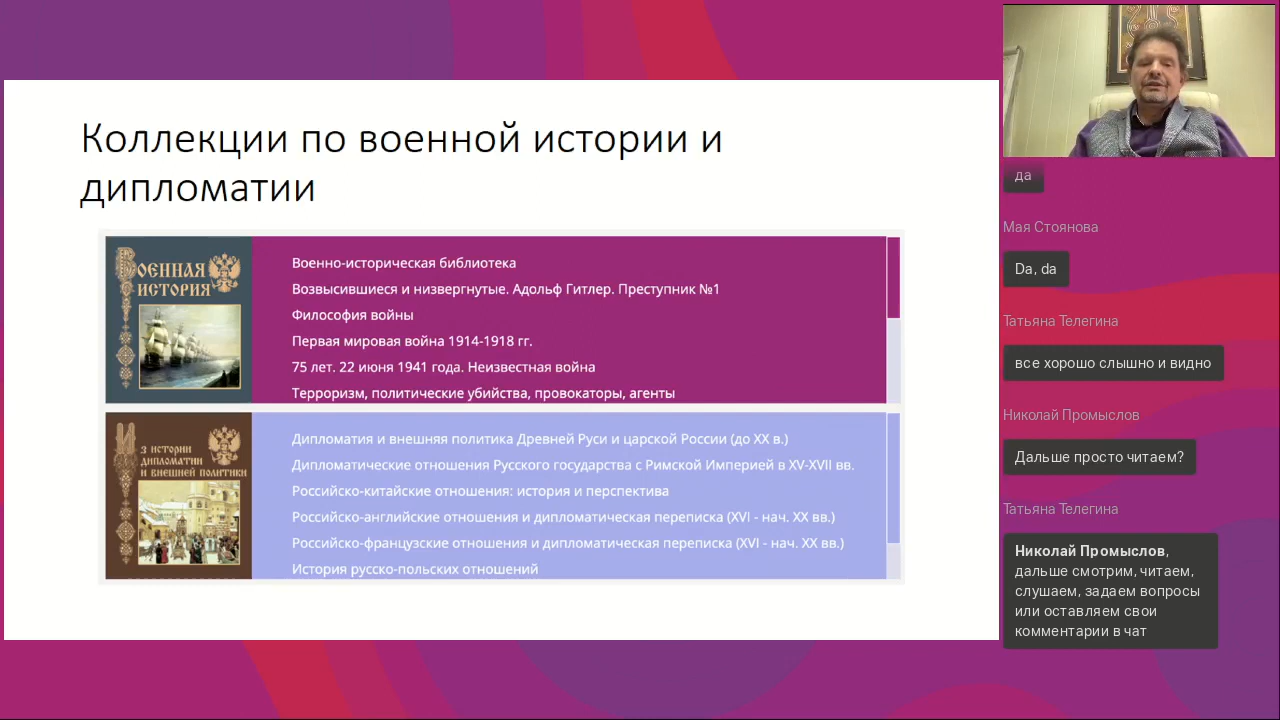 Коллекции по военной истории и
дипломатии
Военная
история
Военно-историческая библиотека
Возвысившиеся и низвергнутые. Адольф Гитлер. Преступник №1
Философия войны
Первая мировая война 1914-1918 гг.
75 лет. 22 июня 1941 года. Неизвестная война
Терроризм, политические убийства, провокаторы, агенты
Из истории
дипломатии
и внешней политики
Дипломатия и внешняя политика Древней Руси и царской России (до XX в.)
Дипломатические отношения Русского государства с Римской Империей в XV-XVII вв.
Российско-китайские отношения: история и перспектива
Российско-английские отношения и дипломатическая переписка (XVI - нач. XX вв.)
Российско-французские отношения и дипломатическая переписка (XVI - нач. XX вв.)
История русско-польских отношений
да
Мая Стоянова
Da, da
Татьяна Телегина
все хорошо слышно и видно
Николай Промыслов
Дальше просто читаем?
Татьяна Телегина
Николай Промыслов,
дальше смотрим, читаем,
слушаем, задаем вопросы
или оставляем свои
комментарии в чат